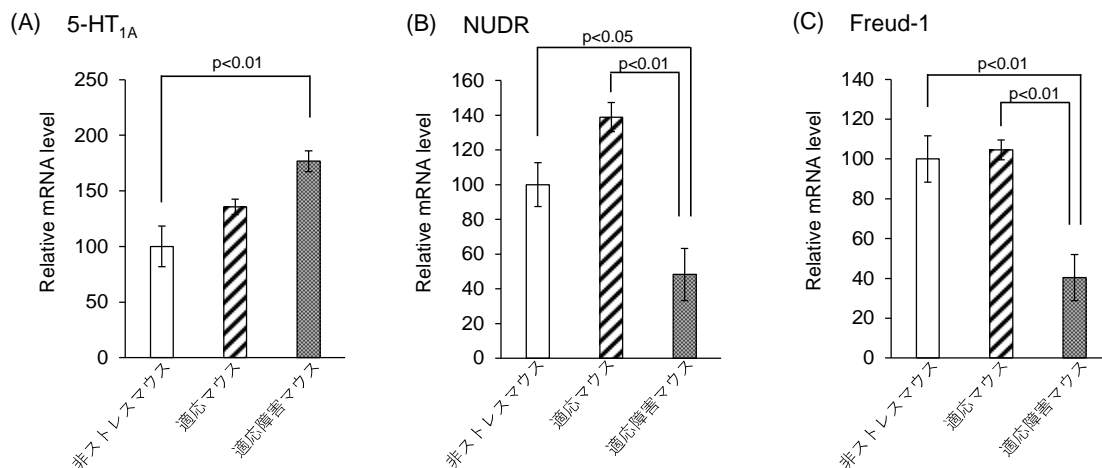 (A) 5-HT1A
p<0.01
Relative mRNA level
250
200
150
100
50
0
非ストレスマウス
適応マウス
適応障害マウス
(B) NUDR
p<0.05
p<0.01
Relative mRNA level
160
140
120
100
80
60
40
20
0
非ストレスマウス
適応マウス
適応障害マウス
(C) Freud-1
p<0.01
p<0.01
Relative mRNA level
140
120
100
80
60
40
20
0
非ストレスマウス
適応マウス
適応障害マウス